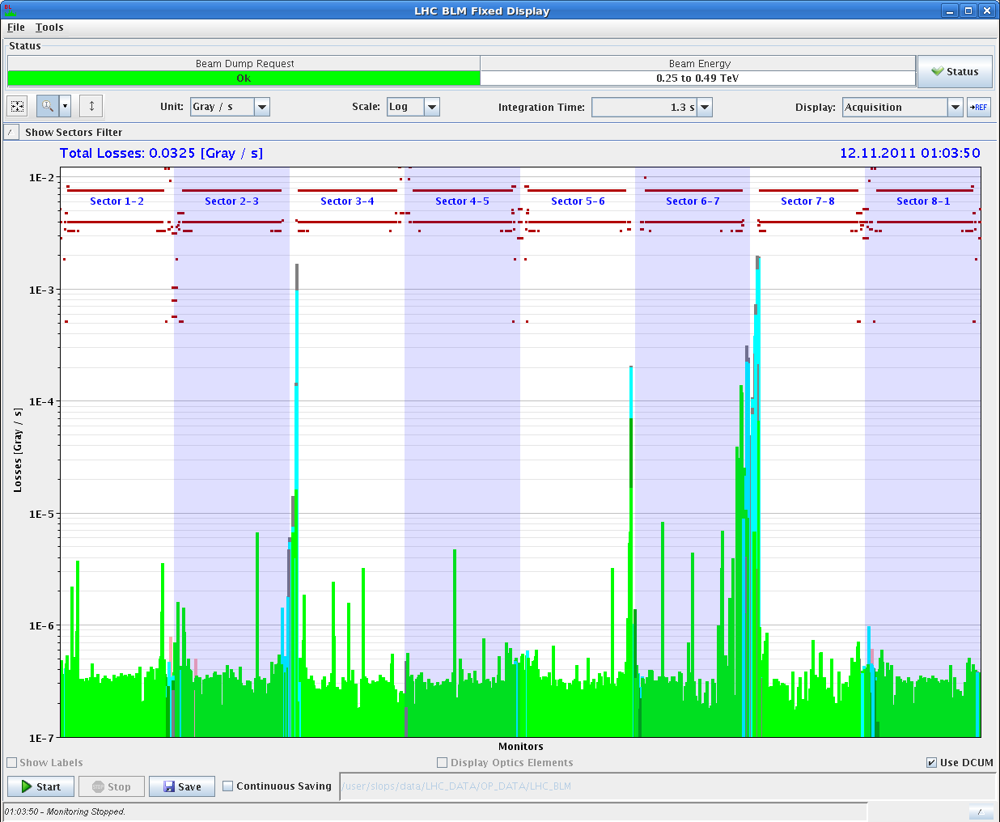 LHC BLM Fixed Display
File Tools
Status
Beam Dump Request Beam Energy
Ok 0.25 to 0.49 TeV
Status
Unit: Gray / s Scale: Log Integration Time: 1.3 s Display: Acquisition →REF
Show Sectors Filter
Total Losses: 0.0325 [Gray / s] 12.11.2011 01:03:50
1E-2
Sector 1-2 Sector 2-3 Sector 3-4 Sector 4-5 Sector 5-6 Sector 6-7 Sector 7-8 Sector 8-1
1E-3
1E-4
Losses [Gray / s]
1E-5
1E-6
1E-7
Monitors
Show Labels Display Optics Elements Use DCUM
Start STOP Stop Save Continuous Saving /user/slops/data/LHC_DATA/OP_DATA/LHC_BLM
01:03:50 - Monitoring Stopped.